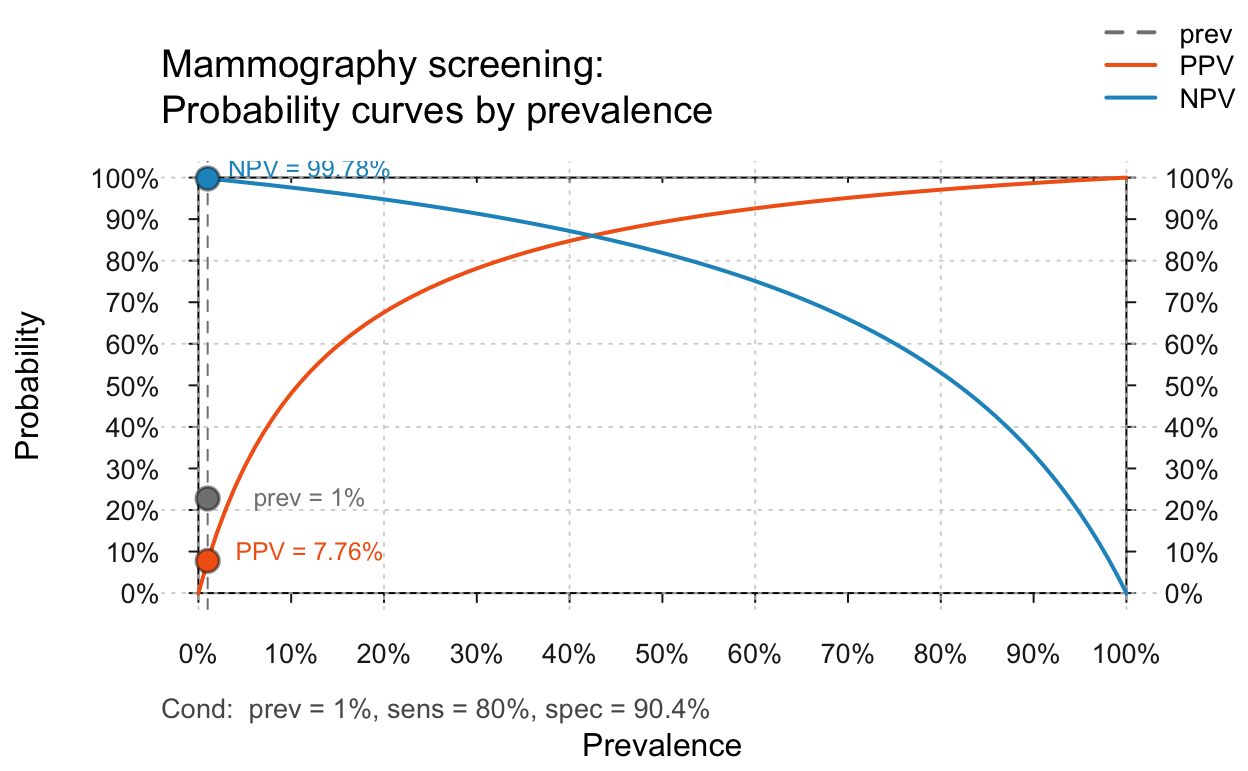 prev
PPV
NPV
Mammography screening:
Probability curves by prevalence
NPV = 99.78%
100%
90%
80%
70%
60%
50%
40%
30%
20%
10%
0%
Probability
prev = 1%
PPV = 7.76%
100%
90%
80%
70%
60%
50%
40%
30%
20%
10%
0%
0% 10% 20% 30% 40% 50% 60% 70% 80% 90% 100%
Cond: prev = 1%, sens = 80%, spec = 90.4%
Prevalence